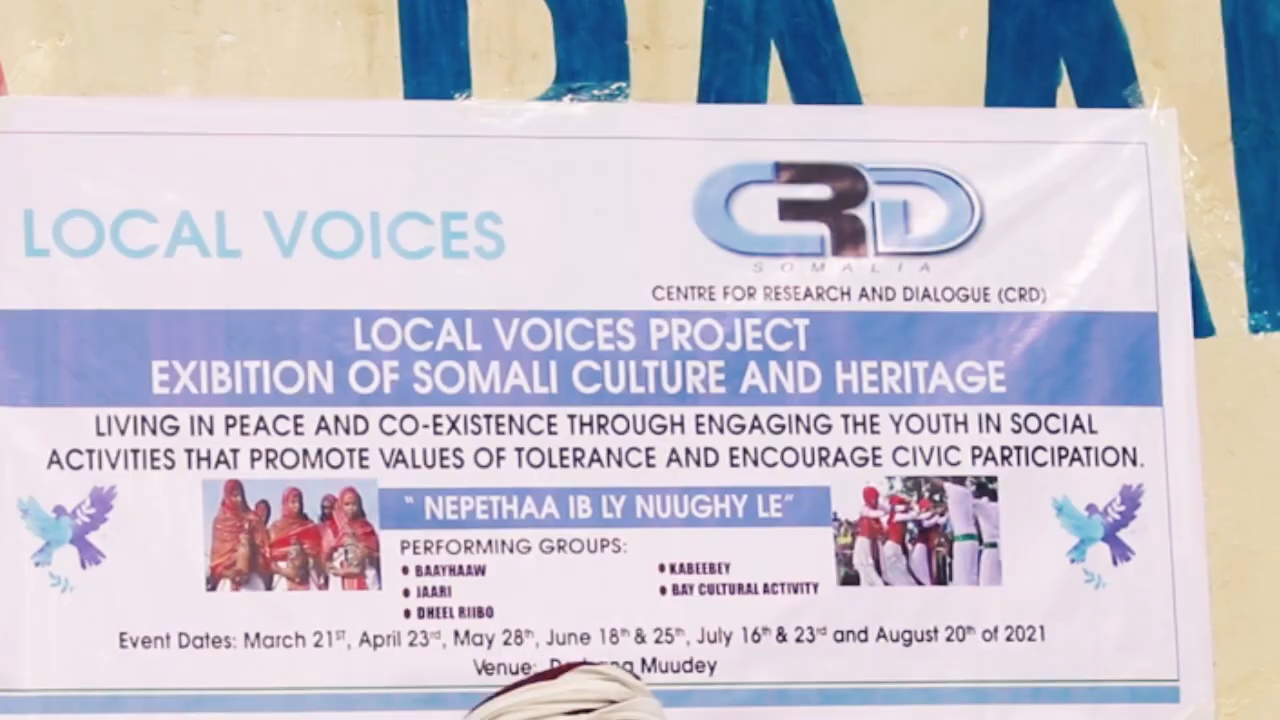 LOCAL VOICES
CRD
SOMALIA
CENTRE FOR RESEARCH AND DIALOGUE (CRD)
LOCAL VOICES PROJECT
EXIBITION OF SOMALI CULTURE AND HERITAGE
LIVING IN PEACE AND CO-EXISTENCE THROUGH ENGAGING THE YOUTH IN SOCIAL
ACTIVITIES THAT PROMOTE VALUES OF TOLERANCE AND ENCOURAGE CIVIC PARTICIPATION.
“ NEPETHAA IB LY NUUGHY LE”
PERFORMING GROUPS:
• BAAYHAAW
• JAARI
• DHEEL RIIBO
• KABEEBEY
• BAY CULTURAL ACTIVITY
Event Dates: March 21ST, April 23rd, May 28th, June 18th & 25th, July 16th & 23rd and August 20th of 2021
Venue: Muudey